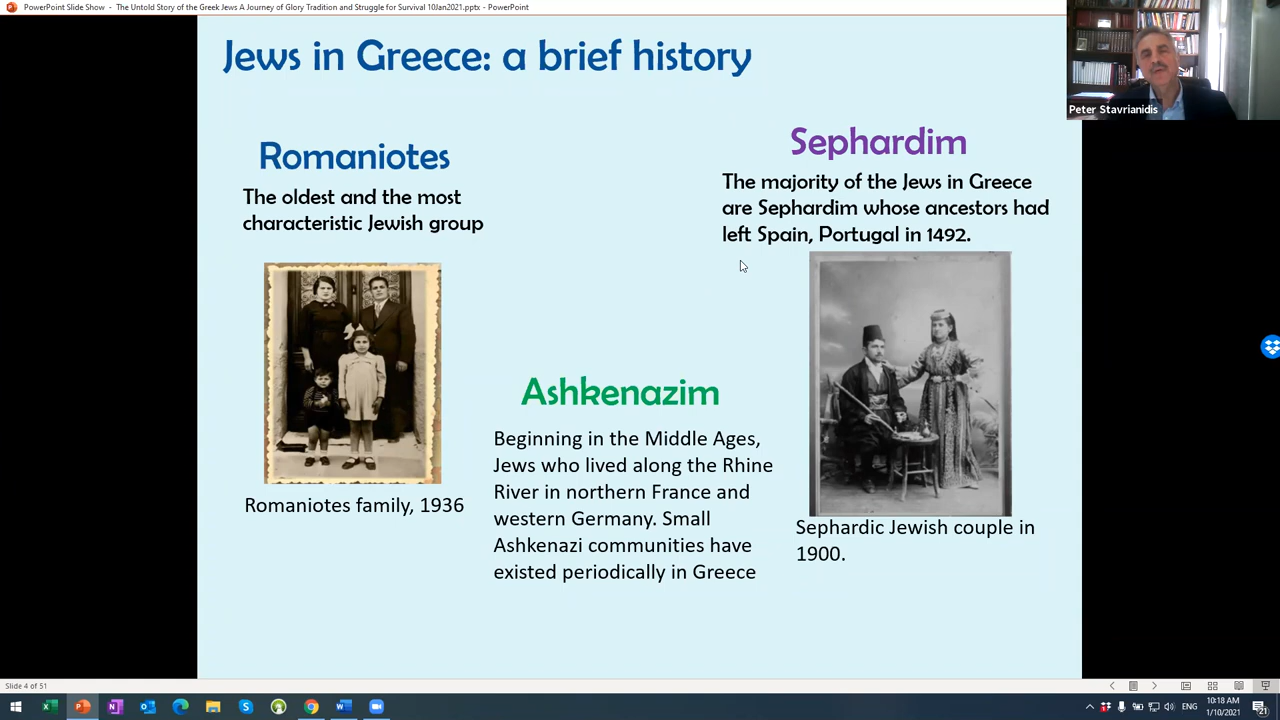 PowerPoint Slide Show - The Untold Story of the Greek Jews A Journey of Glory Tradition and Struggle for Survival 10Jan2021.pptx - PowerPoint
Jews in Greece: a brief history
Peter Stavrianidis
Romaniotes
The oldest and the most
characteristic Jewish group
Romaniotes family, 1936
Sephardim
The majority of the Jews in Greece
are Sephardim whose ancestors had
left Spain, Portugal in 1492.
Sephardic Jewish couple in
1900.
Ashkenazim
Beginning in the Middle Ages,
Jews who lived along the Rhine
River in northern France and
western Germany. Small
Ashkenazi communities have
existed periodically in Greece
Slide 4 of 51
ENG
10:18 AM
1/10/2021
21